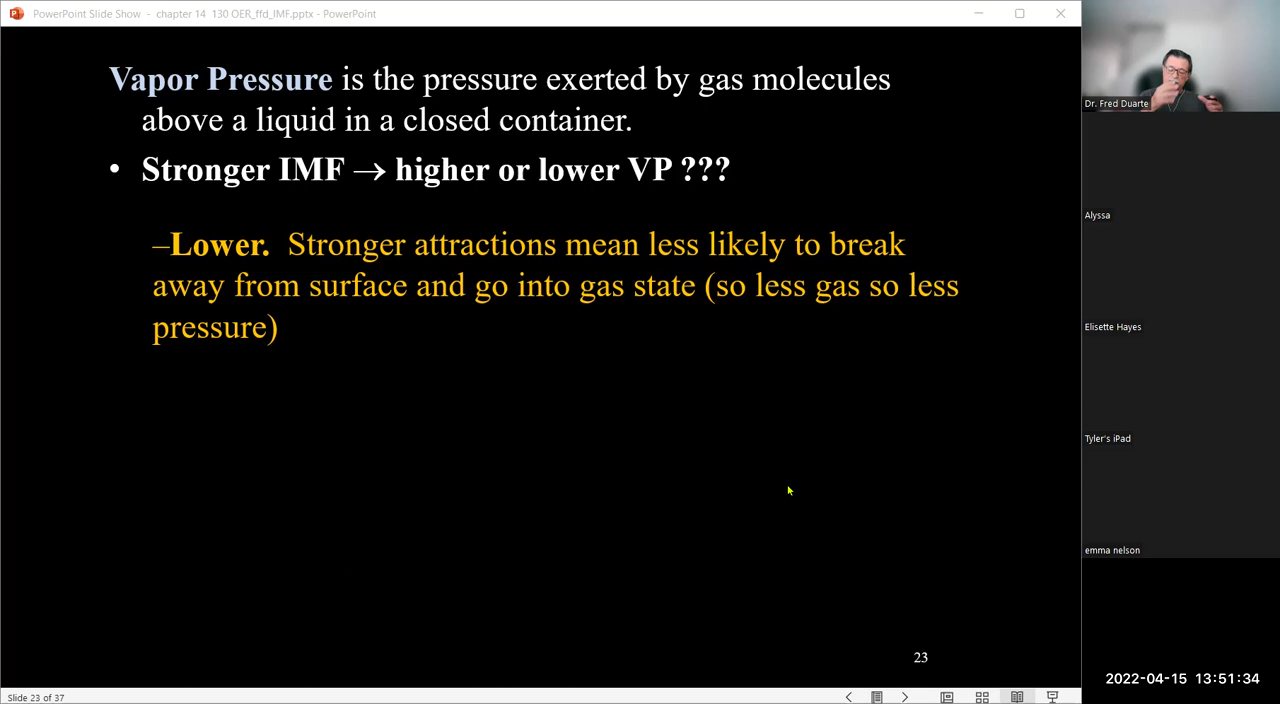 PowerPoint Slide Show - chapter 14 130 OER_ffd_IMF.pptx - PowerPoint
Vapor Pressure is the pressure exerted by gas molecules
above a liquid in a closed container.
• Stronger IMF → higher or lower VP ???
–Lower. Stronger attractions mean less likely to break
away from surface and go into gas state (so less gas so less
pressure)
23
Slide 23 of 37
Dr. Fred Duarte
Alyssa
Elisette Hayes
Tyler's iPad
emma nelson
2022-04-15 13:51:34